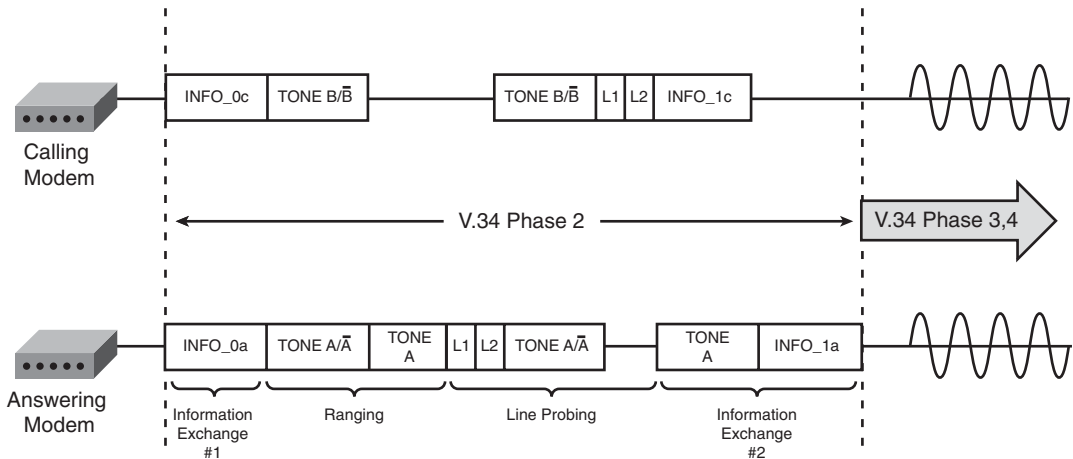 INFO_0c
TONE B/B̅
TONE B/B̅
L1
L2
INFO_1c
Calling
Modem
V.34 Phase 2
V.34 Phase 3,4
INFO_0a
TONE A/A̅
TONE
A
L1
L2
TONE A/A̅
TONE
A
INFO_1a
Answering
Modem
Information
Exchange
#1
Ranging
Line Probing
Information
Exchange
#2